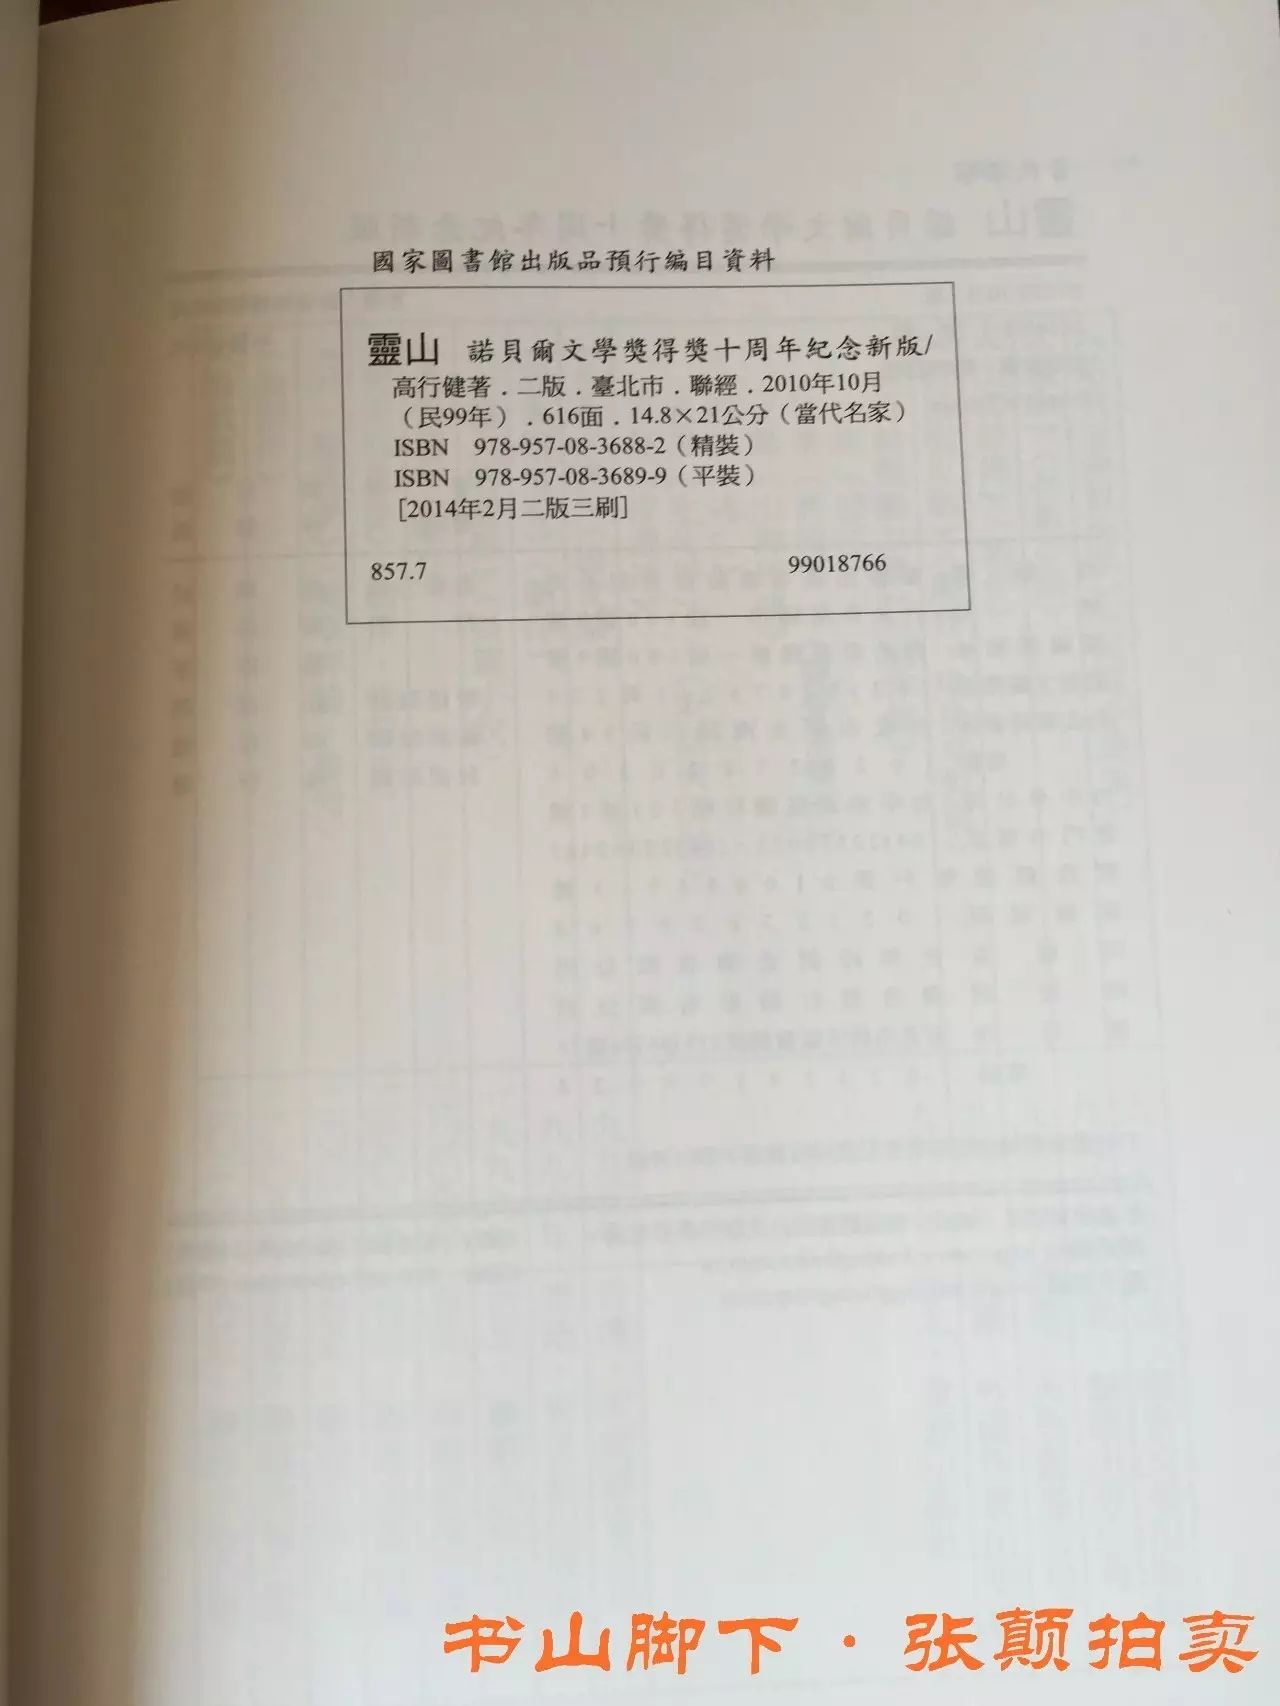 國家圖書館出版品預行編目資料
靈山 諾貝爾文學獎得獎十周年紀念新版/
高行健著．二版．臺北市．聯經．2010年10月
（民99年）．616面．14.8×21公分（當代名家）
ISBN 978-957-08-3688-2（精裝）
ISBN 978-957-08-3689-9（平裝）
[2014年2月二版三刷]
857.7 99018766
书山脚下·张颠拍卖